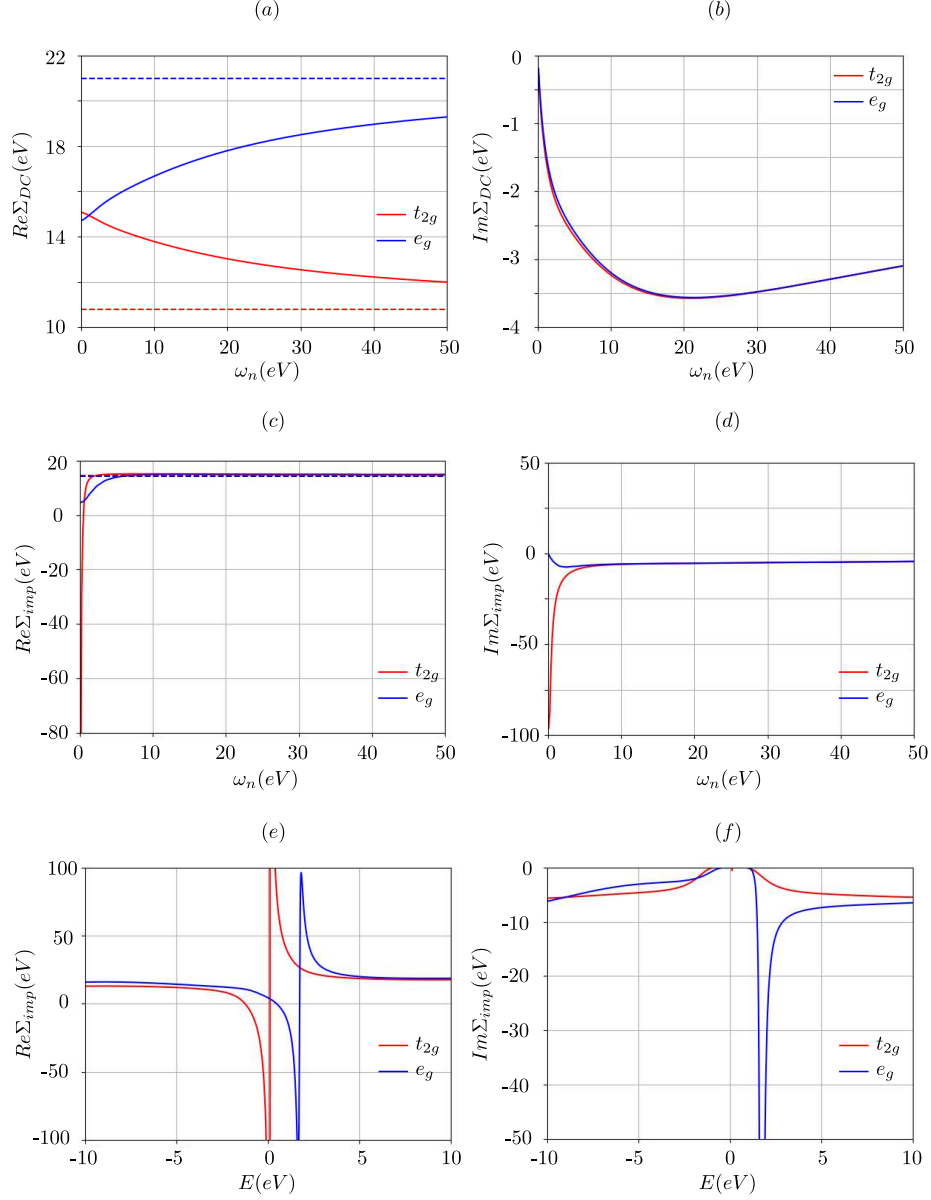 (a)
ReΣ_DC(eV)
22
18
14
10
t_2g
e_g
0 10 20 30 40 50
ω_n(eV)
(b)
ImΣ_DC(eV)
0
-1
-2
-3
-4
t_2g
e_g
0 10 20 30 40 50
ω_n(eV)
(c)
ReΣ_imp(eV)
20
0
-20
-40
-60
-80
t_2g
e_g
0 10 20 30 40 50
ω_n(eV)
(d)
ImΣ_imp(eV)
50
0
-50
-100
t_2g
e_g
0 10 20 30 40 50
ω_n(eV)
(e)
ReΣ_imp(eV)
100
50
0
-50
-100
t_2g
e_g
-10 -5 0 5 10
E(eV)
(f)
ImΣ_imp(eV)
0
-10
-20
-30
-40
-50
t_2g
e_g
-10 -5 0 5 10
E(eV)